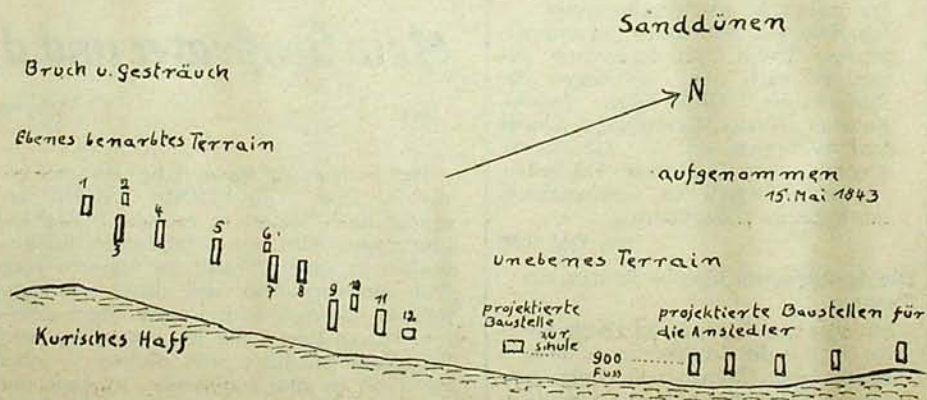 Sanddünen
Bruch u. Gesträuch
N
Ebenes benarbtes Terrain
aufgenommen
15. Mai 1843
1
2
3
4
5
6
7
8
9
10
11
12
unebenes Terrain
projektierte
Baustelle
zur
Schule
projektierte Baustellen für
die Ansiedler
900
Fuss
Kurisches Haff